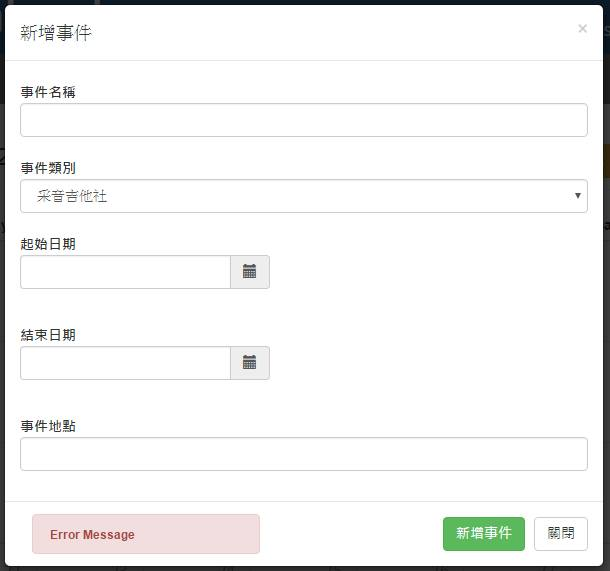 新增事件
×
事件名稱
事件類別
采音吉他社
起始日期
結束日期
事件地點
Error Message
新增事件
關閉